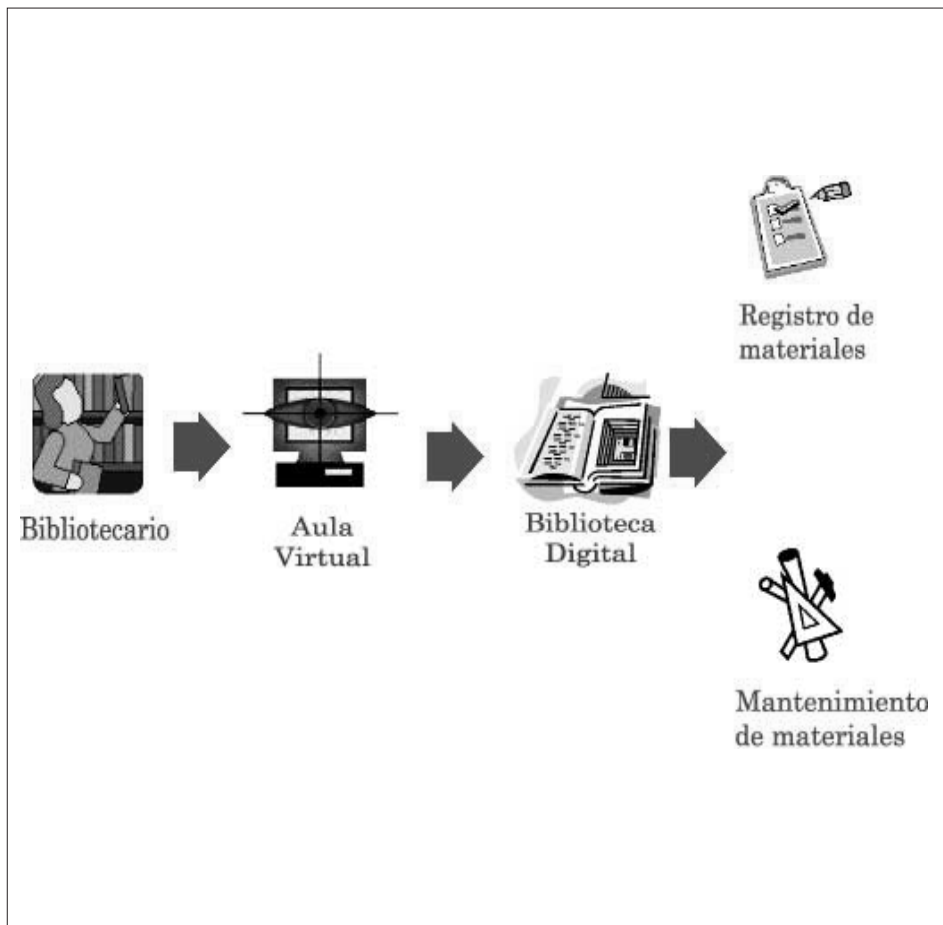 Registro de
materiales
Bibliotecario
Aula
Virtual
Biblioteca
Digital
Mantenimiento
de materiales